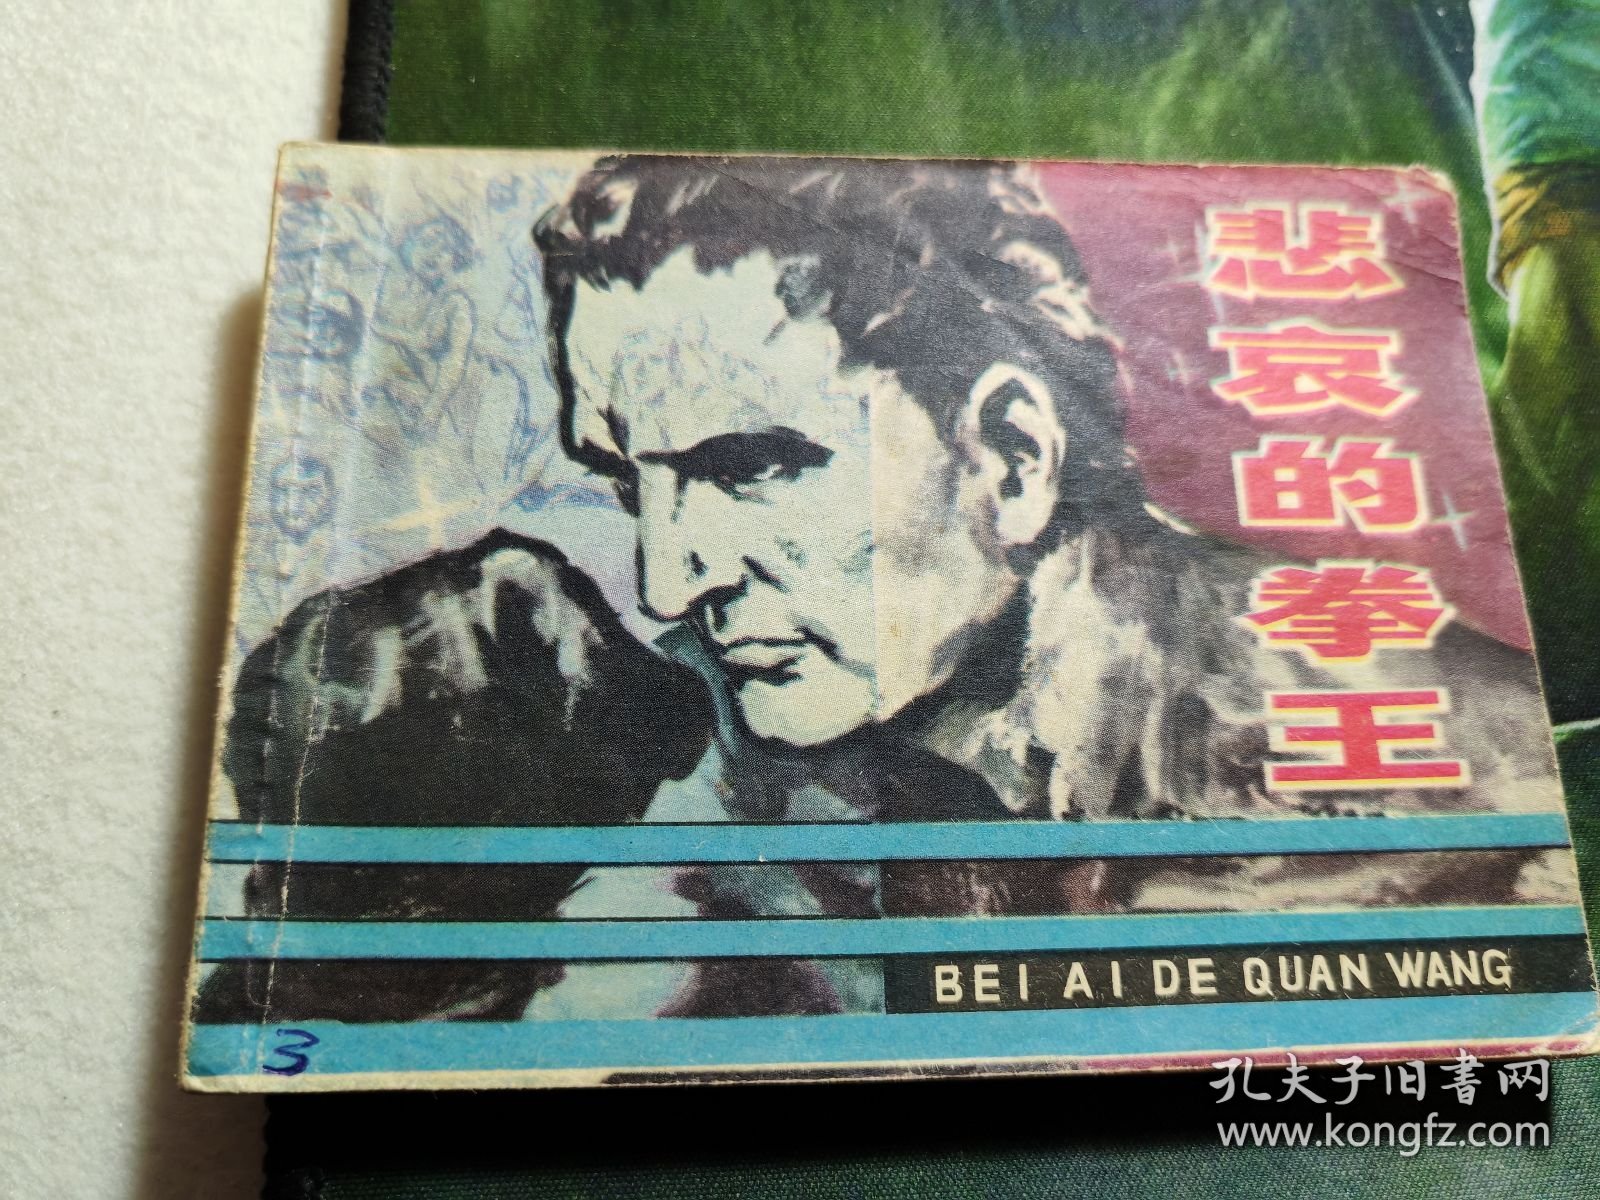 悲哀的拳王
BEI AI DE QUAN WANG
3
孔夫子旧書网
www.kongfz.com